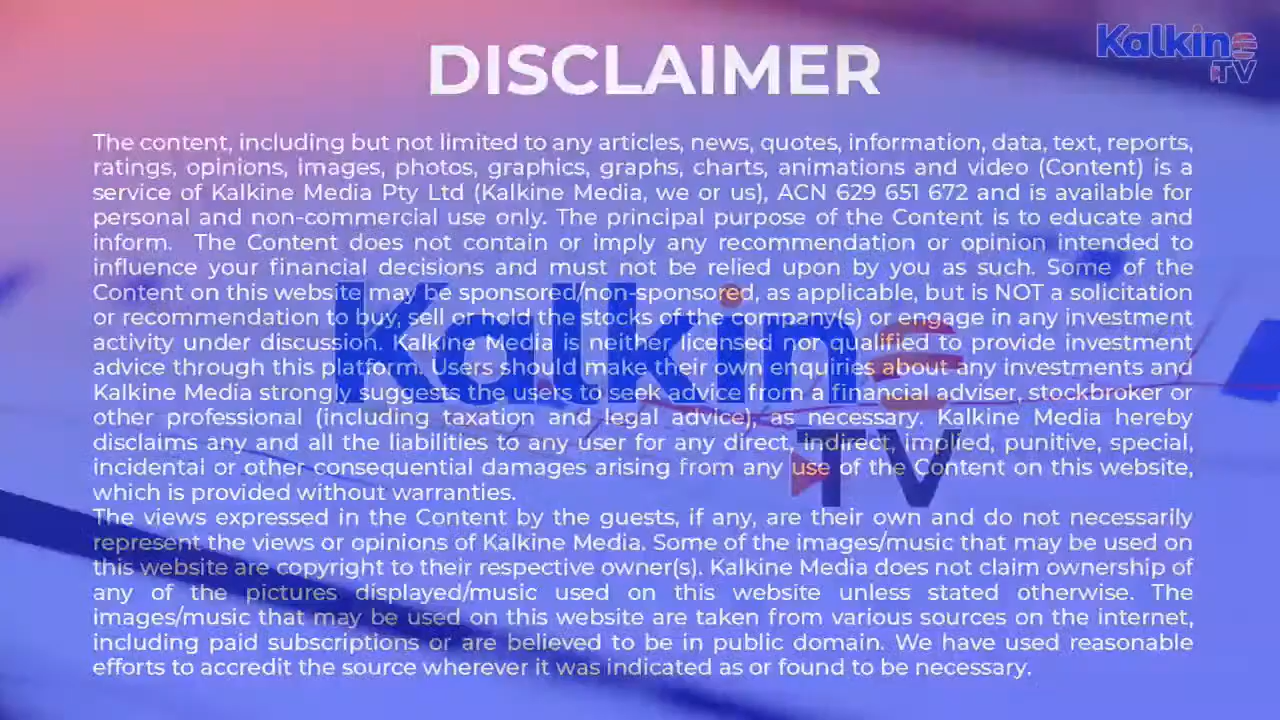 Kalkine
TV
DISCLAIMER
The content, including but not limited to any articles, news, quotes, information, data, text, reports,
ratings, opinions, images, photos, graphics, graphs, charts, animations and video (Content) is a
service of Kalkine Media Pty Ltd (Kalkine Media, we or us), ACN 629 651 672 and is available for
personal and non-commercial use only. The principal purpose of the Content is to educate and
inform. The Content does not contain or imply any recommendation or opinion intended to
influence your financial decisions and must not be relied upon by you as such. Some of the
Content on this website may be sponsored/non-sponsored, as applicable, but is NOT a solicitation
or recommendation to buy, sell or hold the stocks of the company(s) or engage in any investment
activity under discussion. Kalkine Media is neither licensed nor qualified to provide investment
advice through this platform. Users should make their own enquiries about any investments and
Kalkine Media strongly suggests the users to seek advice from a financial adviser, stockbroker or
other professional (including taxation and legal advice), as necessary. Kalkine Media hereby
disclaims any and all the liabilities to any user for any direct, indirect, implied, punitive, special,
incidental or other consequential damages arising from any use of the Content on this website,
which is provided without warranties.
The views expressed in the Content by the guests, if any, are their own and do not necessarily
represent the views or opinions of Kalkine Media. Some of the images/music that may be used on
this website are copyright to their respective owner(s). Kalkine Media does not claim ownership of
any of the pictures displayed/music used on this website unless stated otherwise. The
images/music that may be used on this website are taken from various sources on the internet,
including paid subscriptions or are believed to be in public domain. We have used reasonable
efforts to accredit the source wherever it was indicated as or found to be necessary.
Kalkine
TV